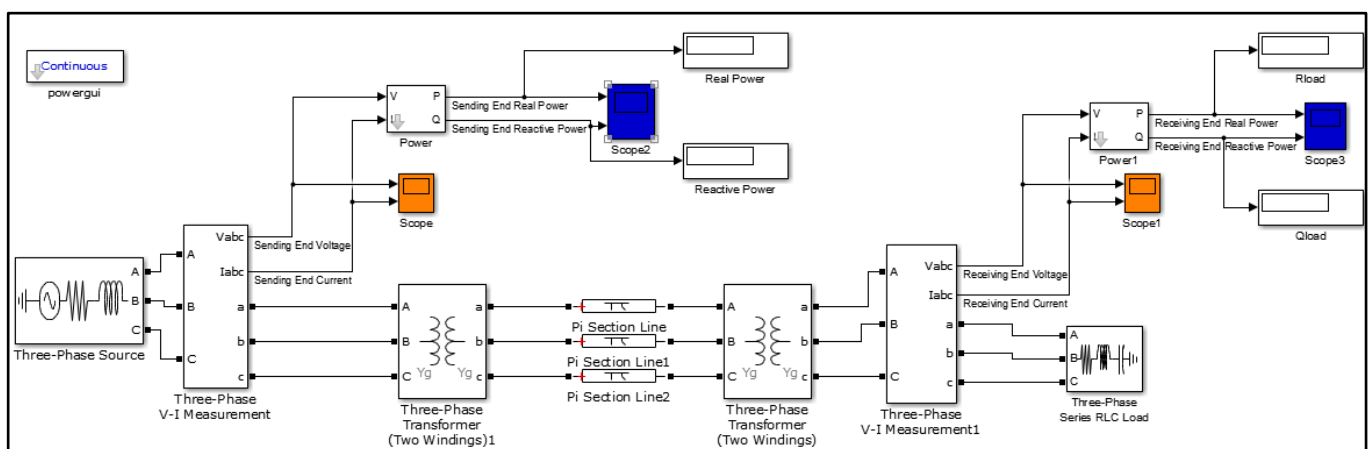 Continuous
powergui
V
I
P
Q
Power
Sending End Real Power
Sending End Reactive Power
Scope2
Real Power
Reactive Power
Scope
V
I
P
Q
Power1
Receiving End Real Power
Receiving End Reactive Power
Scope3
Rload
Qload
Scope1
A
B
C
Three-Phase Source
A
B
C
Vabc
Iabc
a
b
c
Three-Phase
V-I Measurement
Sending End Voltage
Sending End Current
A
B
C
a
b
c
Yg
Yg
Three-Phase
Transformer
(Two Windings)1
Pi Section Line
Pi Section Line1
Pi Section Line2
A
B
C
a
b
c
Yg
Yg
Three-Phase
Transformer
(Two Windings)
A
B
C
Vabc
Iabc
a
b
c
Three-Phase
V-I Measurement1
Receiving End Voltage
Receiving End Current
A
B
C
Three-Phase
Series RLC Load